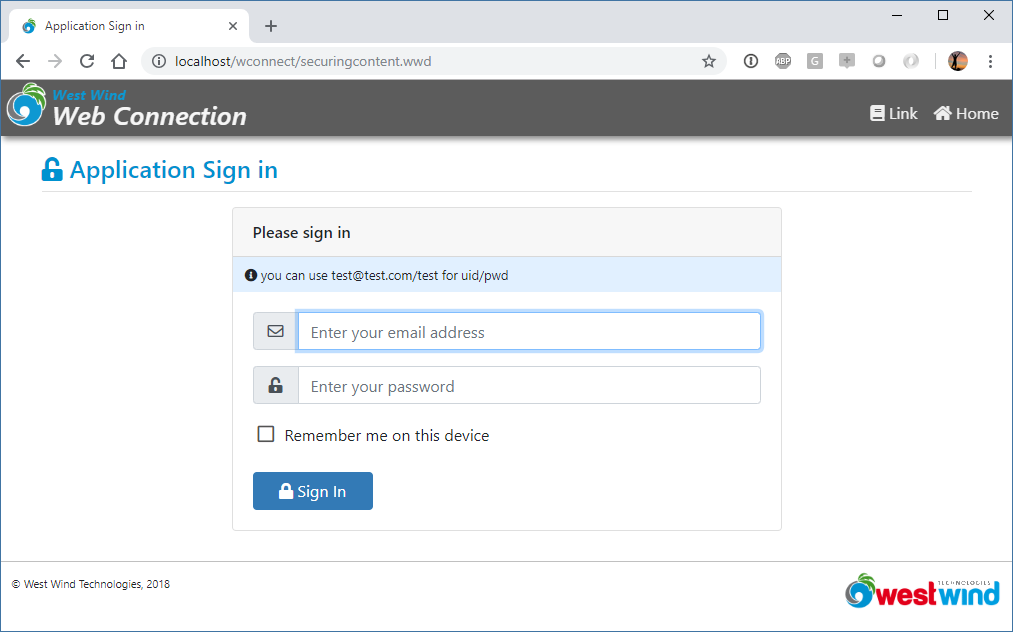 Application Sign in
localhost/wconnect/securingcontent.wwd
ABP
G
West Wind
Web Connection
Link
Home
Application Sign in
Please sign in
you can use test@test.com/test for uid/pwd
Enter your email address
Enter your password
Remember me on this device
Sign In
© West Wind Technologies, 2018
TECHNOLOGIES
westwind